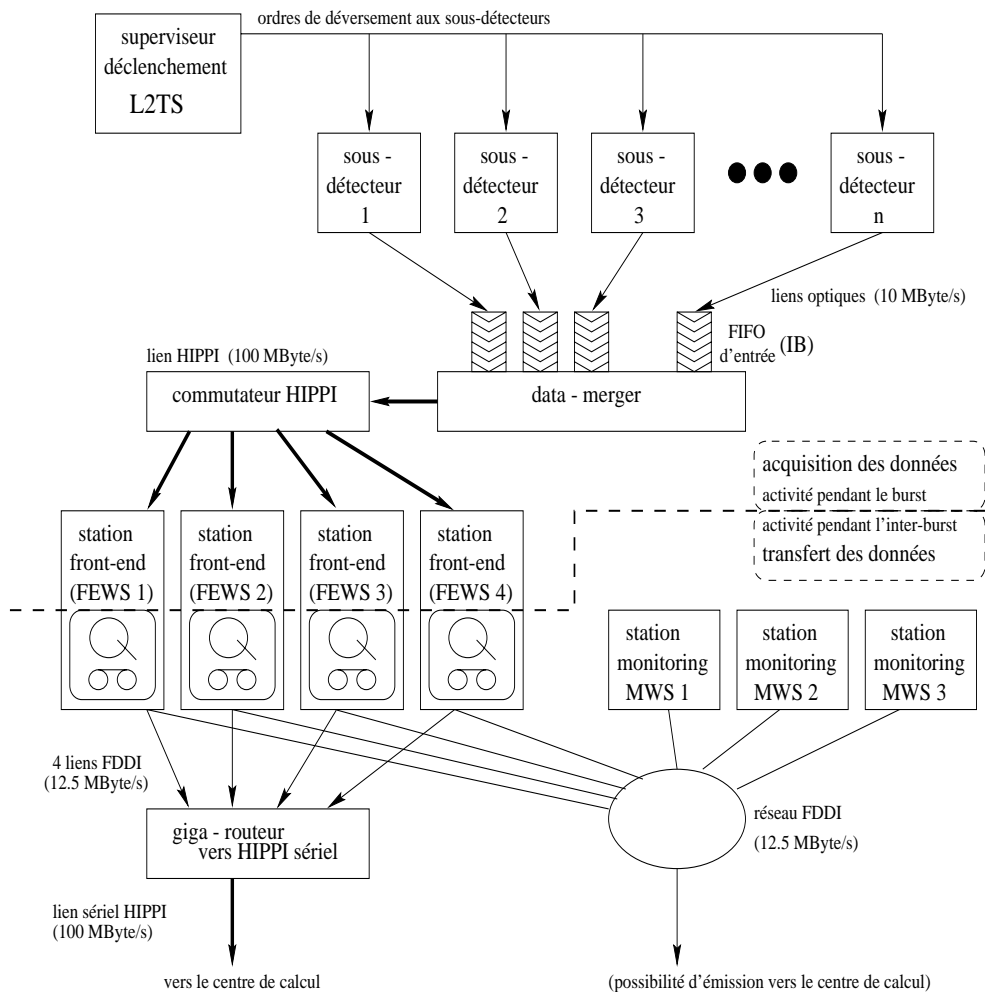 ordres de déversement aux sous-détecteurs
superviseur
déclenchement
L2TS
sous -
détecteur
1
sous -
détecteur
2
sous -
détecteur
3
sous -
détecteur
n
liens optiques (10 MByte/s)
FIFO
d'entrée (IB)
lien HIPPI (100 MByte/s)
commutateur HIPPI
data - merger
acquisition des données
activité pendant le burst
activité pendant l'inter-burst
transfert des données
station
front-end
(FEWS 1)
station
front-end
(FEWS 2)
station
front-end
(FEWS 3)
station
front-end
(FEWS 4)
station
monitoring
MWS 1
station
monitoring
MWS 2
station
monitoring
MWS 3
4 liens FDDI
(12.5 MByte/s)
giga - routeur
vers HIPPI sériel
réseau FDDI
(12.5 MByte/s)
lien sériel HIPPI
(100 MByte/s)
vers le centre de calcul
(possibilité d'émission vers le centre de calcul)